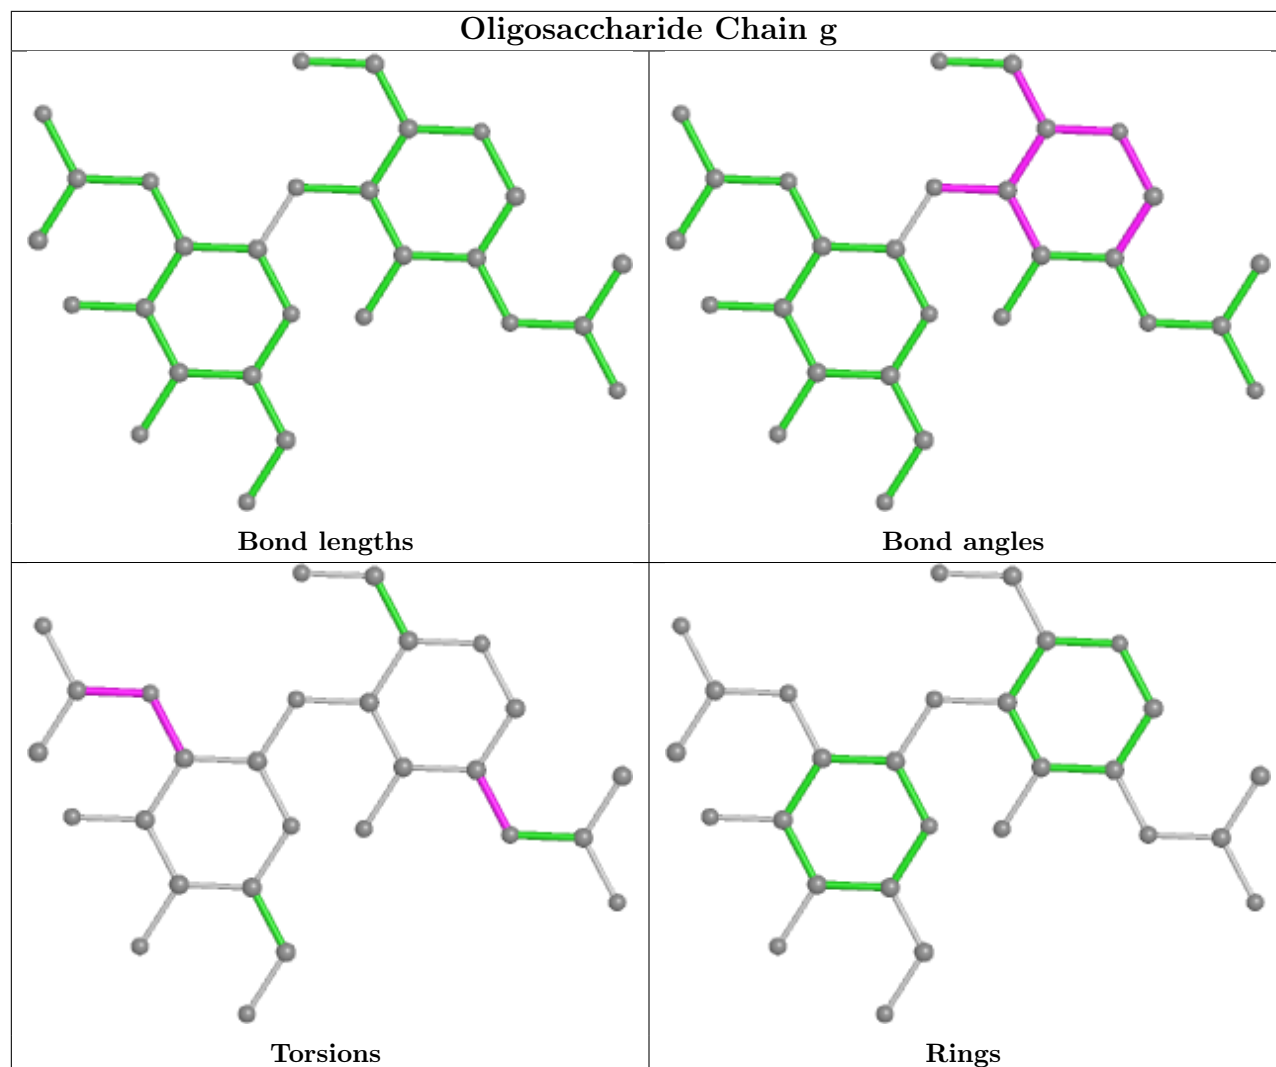 Oligosaccharide Chain g
Bond lengths
Bond angles
Torsions
Rings